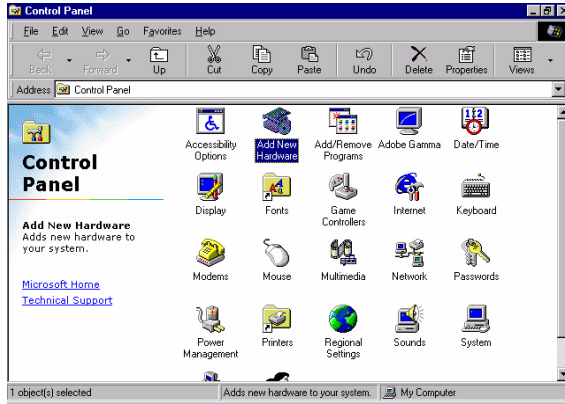 Control Panel
File Edit View Go Favorites Help
Back Forward Up Cut Copy Paste Undo Delete Properties Views
Address Control Panel
Control
Panel
Add New Hardware
Adds new hardware to
your system.
Microsoft Home
Technical Support
Accessibility
Options
Add New
Hardware
Add/Remove
Programs
Adobe Gamma
Date/Time
Display
Fonts
Game
Controllers
Internet
Keyboard
Modems
Mouse
Multimedia
Network
Passwords
Power
Management
Printers
Regional
Settings
Sounds
System
1 object(s) selected
Adds new hardware to your system.
My Computer